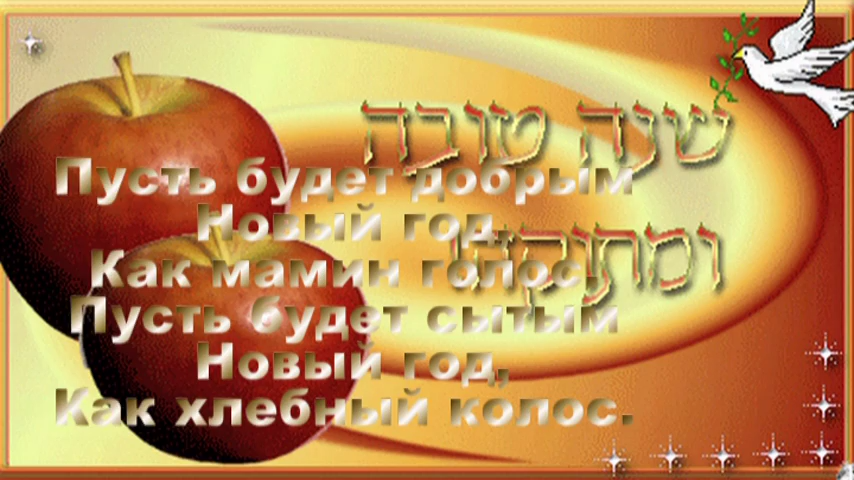 שנה טובה
ומתוקה
Пусть будет добрым
Новый год,
Как мамин голос.
Пусть будет сытым
Новый год,
Как хлебный колос.